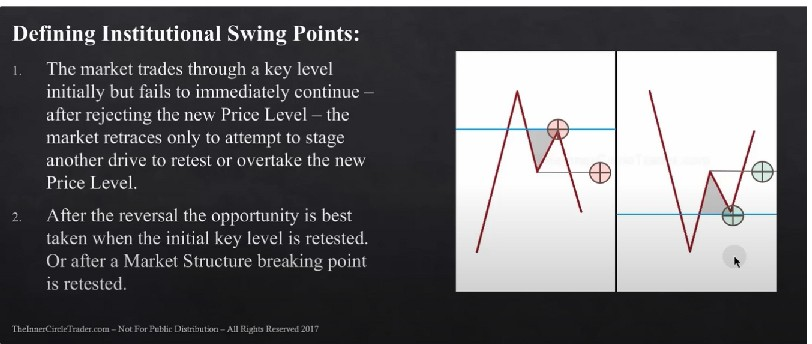 Defining Institutional Swing Points:
1. The market trades through a key level
initially but fails to immediately continue –
after rejecting the new Price Level – the
market retraces only to attempt to stage
another drive to retest or overtake the new
Price Level.
2. After the reversal the opportunity is best
taken when the initial key level is retested.
Or after a Market Structure breaking point
is retested.
TheInnerCircleTrader.com – Not For Public Distribution – All Rights Reserved 2017